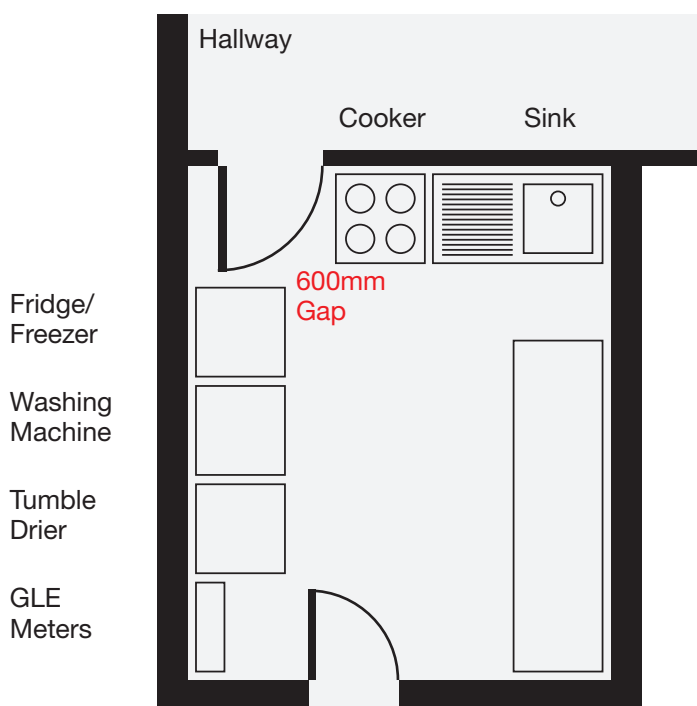 Hallway
Cooker
Sink
600mm
Gap
Fridge/
Freezer
Washing
Machine
Tumble
Drier
GLE
Meters